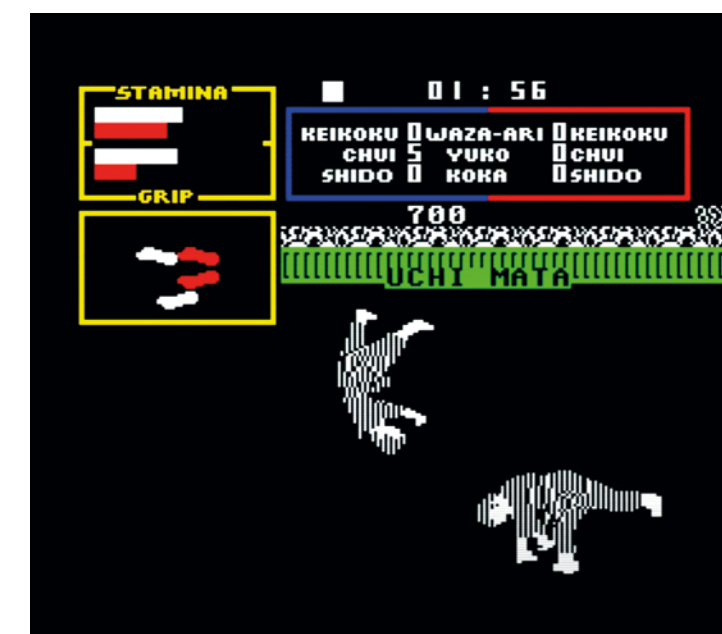 STAMINA
01 : 56
KEIKOKU 0 WAZA-ARI 0 KEIKOKU
CHUI 5 YUKO 0 CHUI
SHIDO 0 KOKA 0 SHIDO
GRIP
700
UCHI MATA